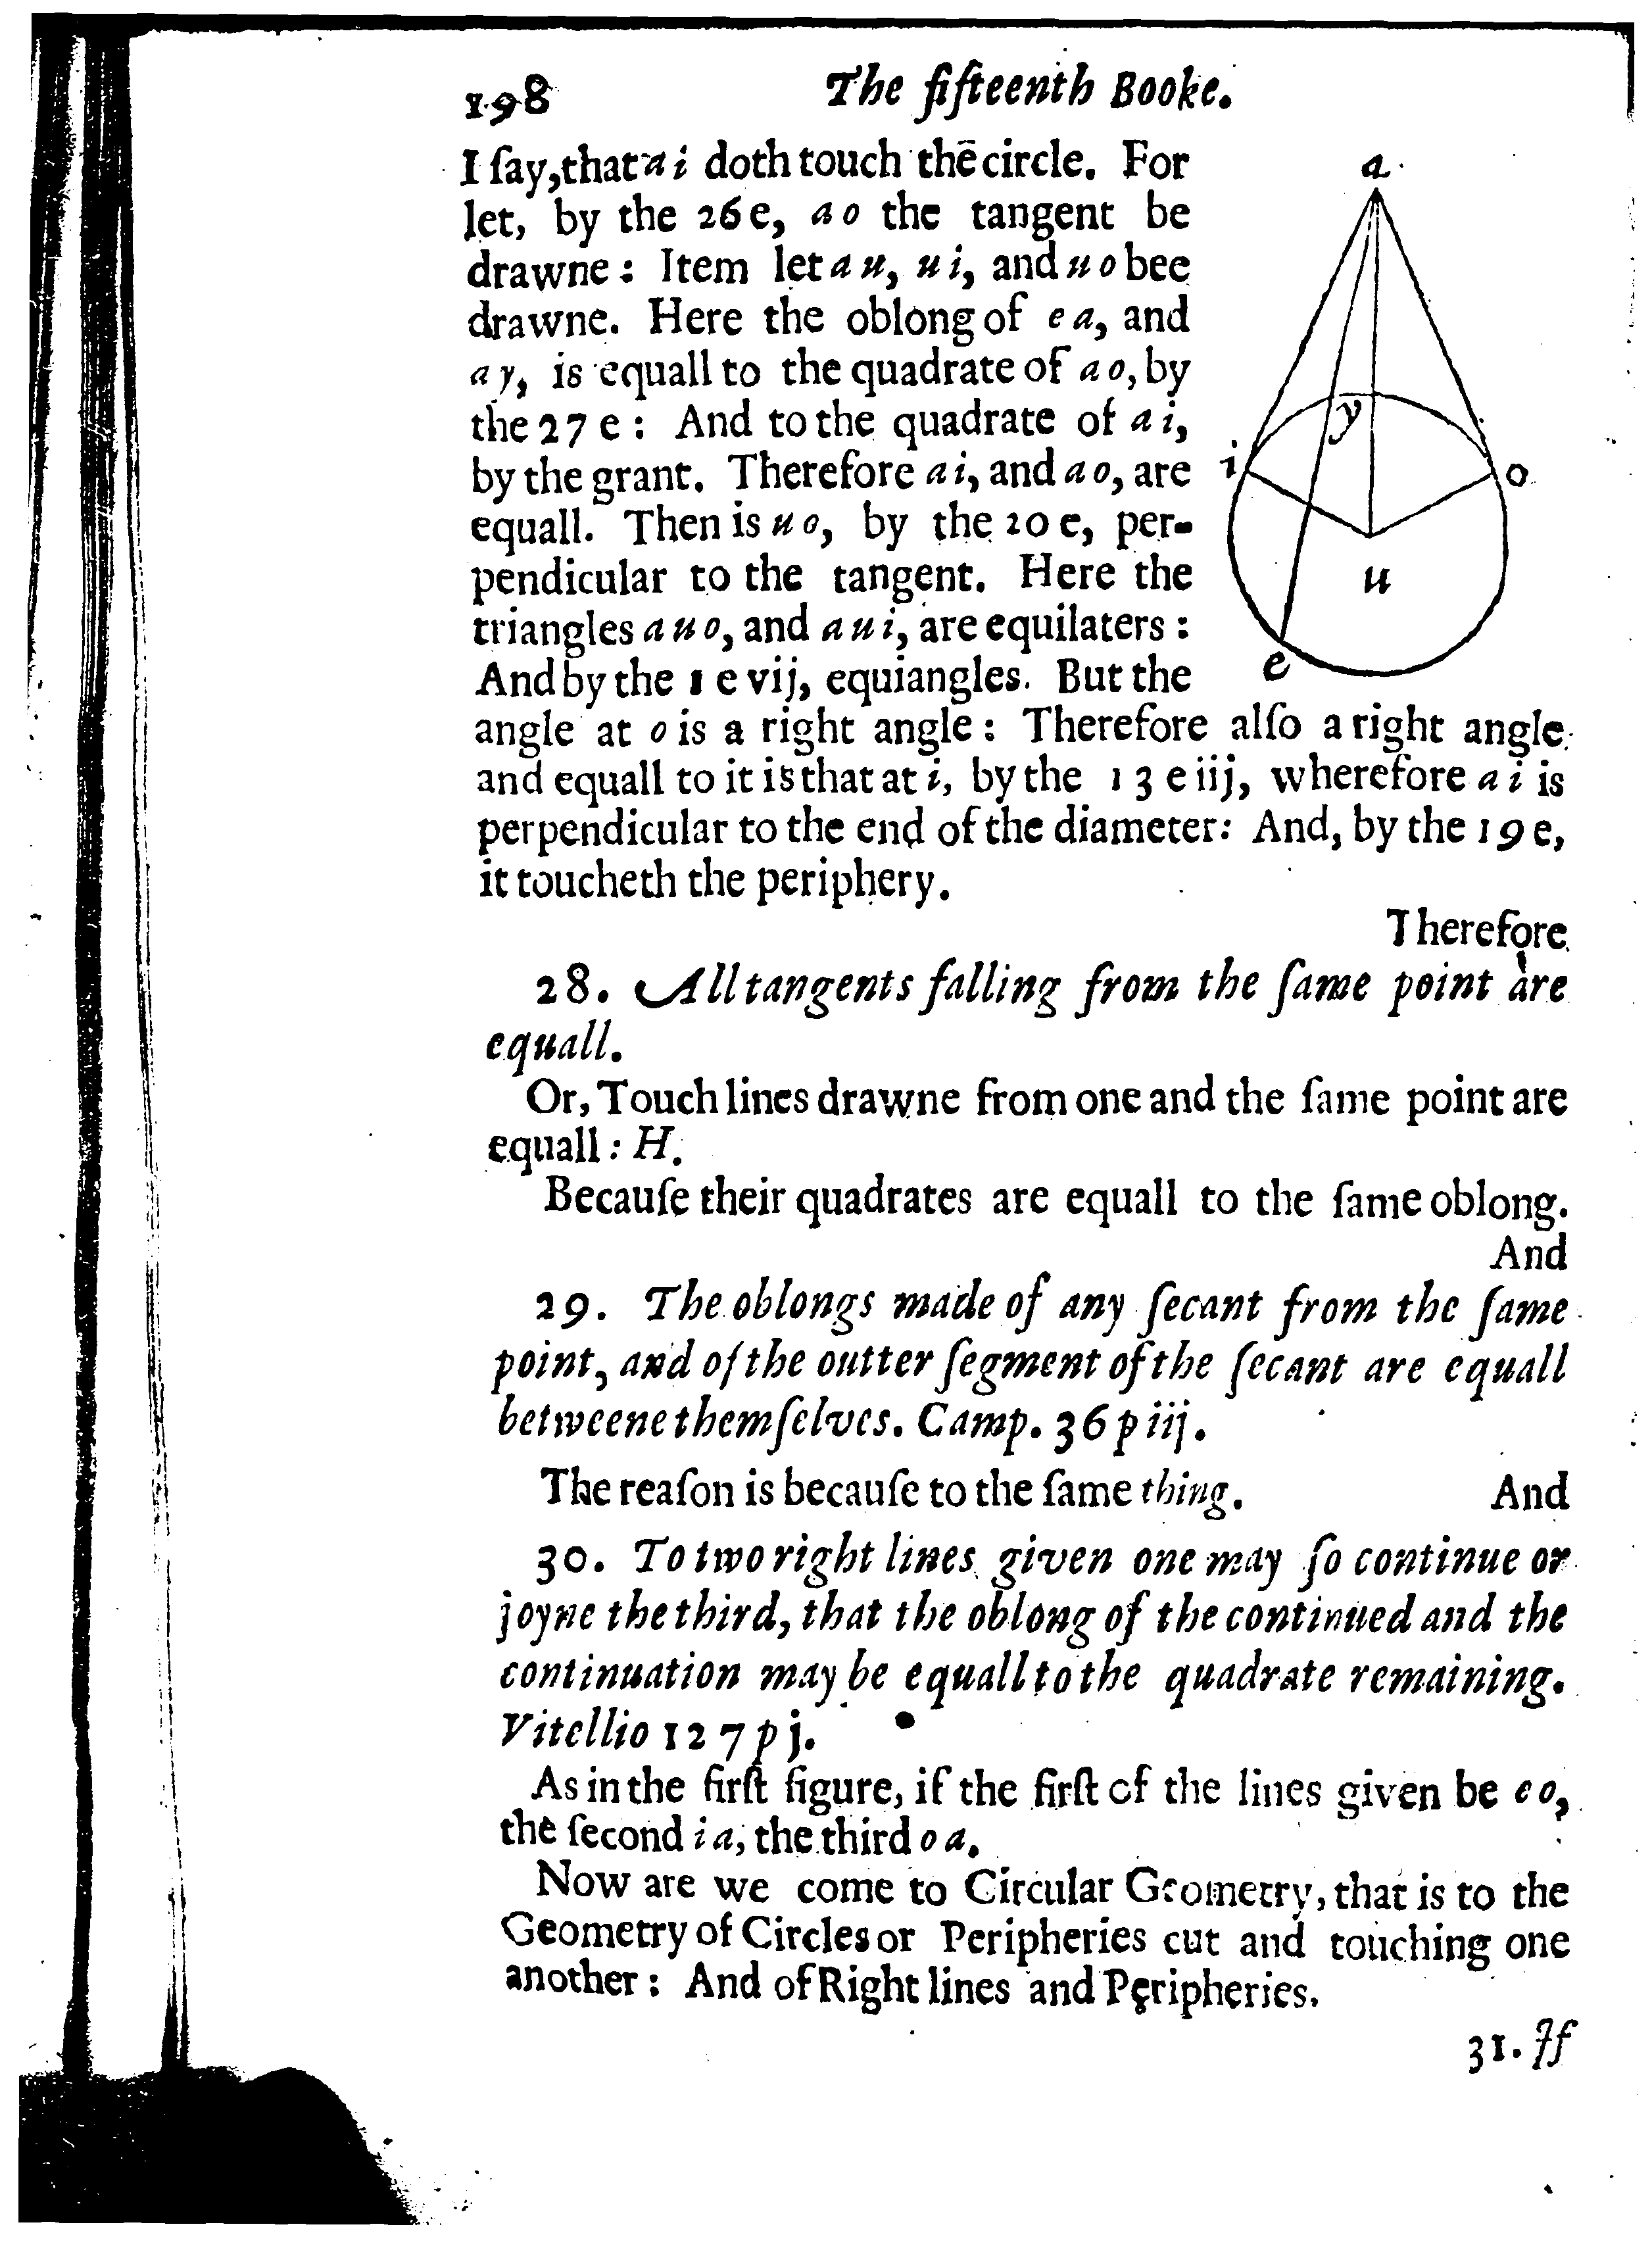 198 The fifteenth Booke.
I ſay, that a i doth touch thē circle. For
let, by the 26 e, a o the tangent be
drawne: Item let a u, u i, and u o bee
drawne. Here the oblong of e a, and
a y, is equall to the quadrate of a o, by
the 27 e: And to the quadrate of a i,
by the grant. Therefore a i, and a o, are
equall. Then is u o, by the 20 e, per-
pendicular to the tangent. Here the
triangles a u o, and a u i, are equilaters:
And by the 1 e vij, equiangles. But the
angle at o is a right angle: Therefore alſo a right angle
and equall to it is that at i, by the 13 e iij, wherefore a i is
perpendicular to the end of the diameter: And, by the 19 e,
it toucheth the periphery.
a
y
i
o
u
e
Therefore
28. All tangents falling from the ſame point are
equall.
Or, Touch lines drawne from one and the ſame point are
equall: H.
Becauſe their quadrates are equall to the ſame oblong.
And
29. The oblongs made of any ſecant from the ſame
point, and of the outter ſegment of the ſecant are equall
betweene themſelves. Camp. 36 p iij.
The reaſon is becauſe to the ſame thing. And
30. To two right lines given one may ſo continue or
joyne the third, that the oblong of the continued and the
continuation may be equall to the quadrate remaining.
Vitellio 127 p j.
As in the firſt figure, if the firſt of the lines given be e o,
the ſecond i a, the third o a.
Now are we come to Circular Geometry, that is to the
Geometry of Circles or Peripheries cut and touching one
another: And of Right lines and Peripheries.
31. If